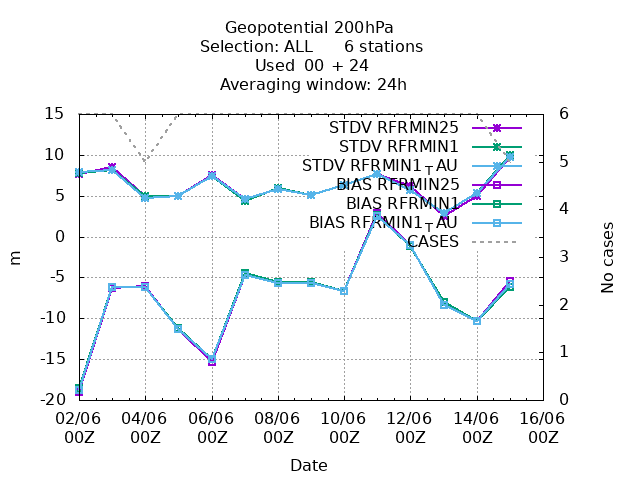 Geopotential 200hPa
Selection: ALL 6 stations
Used 00 + 24
Averaging window: 24h
15 6
STDV RFRMIN25
STDV RFRMIN1
10 5
STDV RFRMIN1TAU
BIAS RFRMIN25
5 4
BIAS RFRMIN1
BIAS RFRMIN1TAU
0
CASES
3
m
No cases
-5
2
-10
1
-15
-20 0
02/06 04/06 06/06 08/06 10/06 12/06 14/06 16/06
00Z 00Z 00Z 00Z 00Z 00Z 00Z 00Z
Date